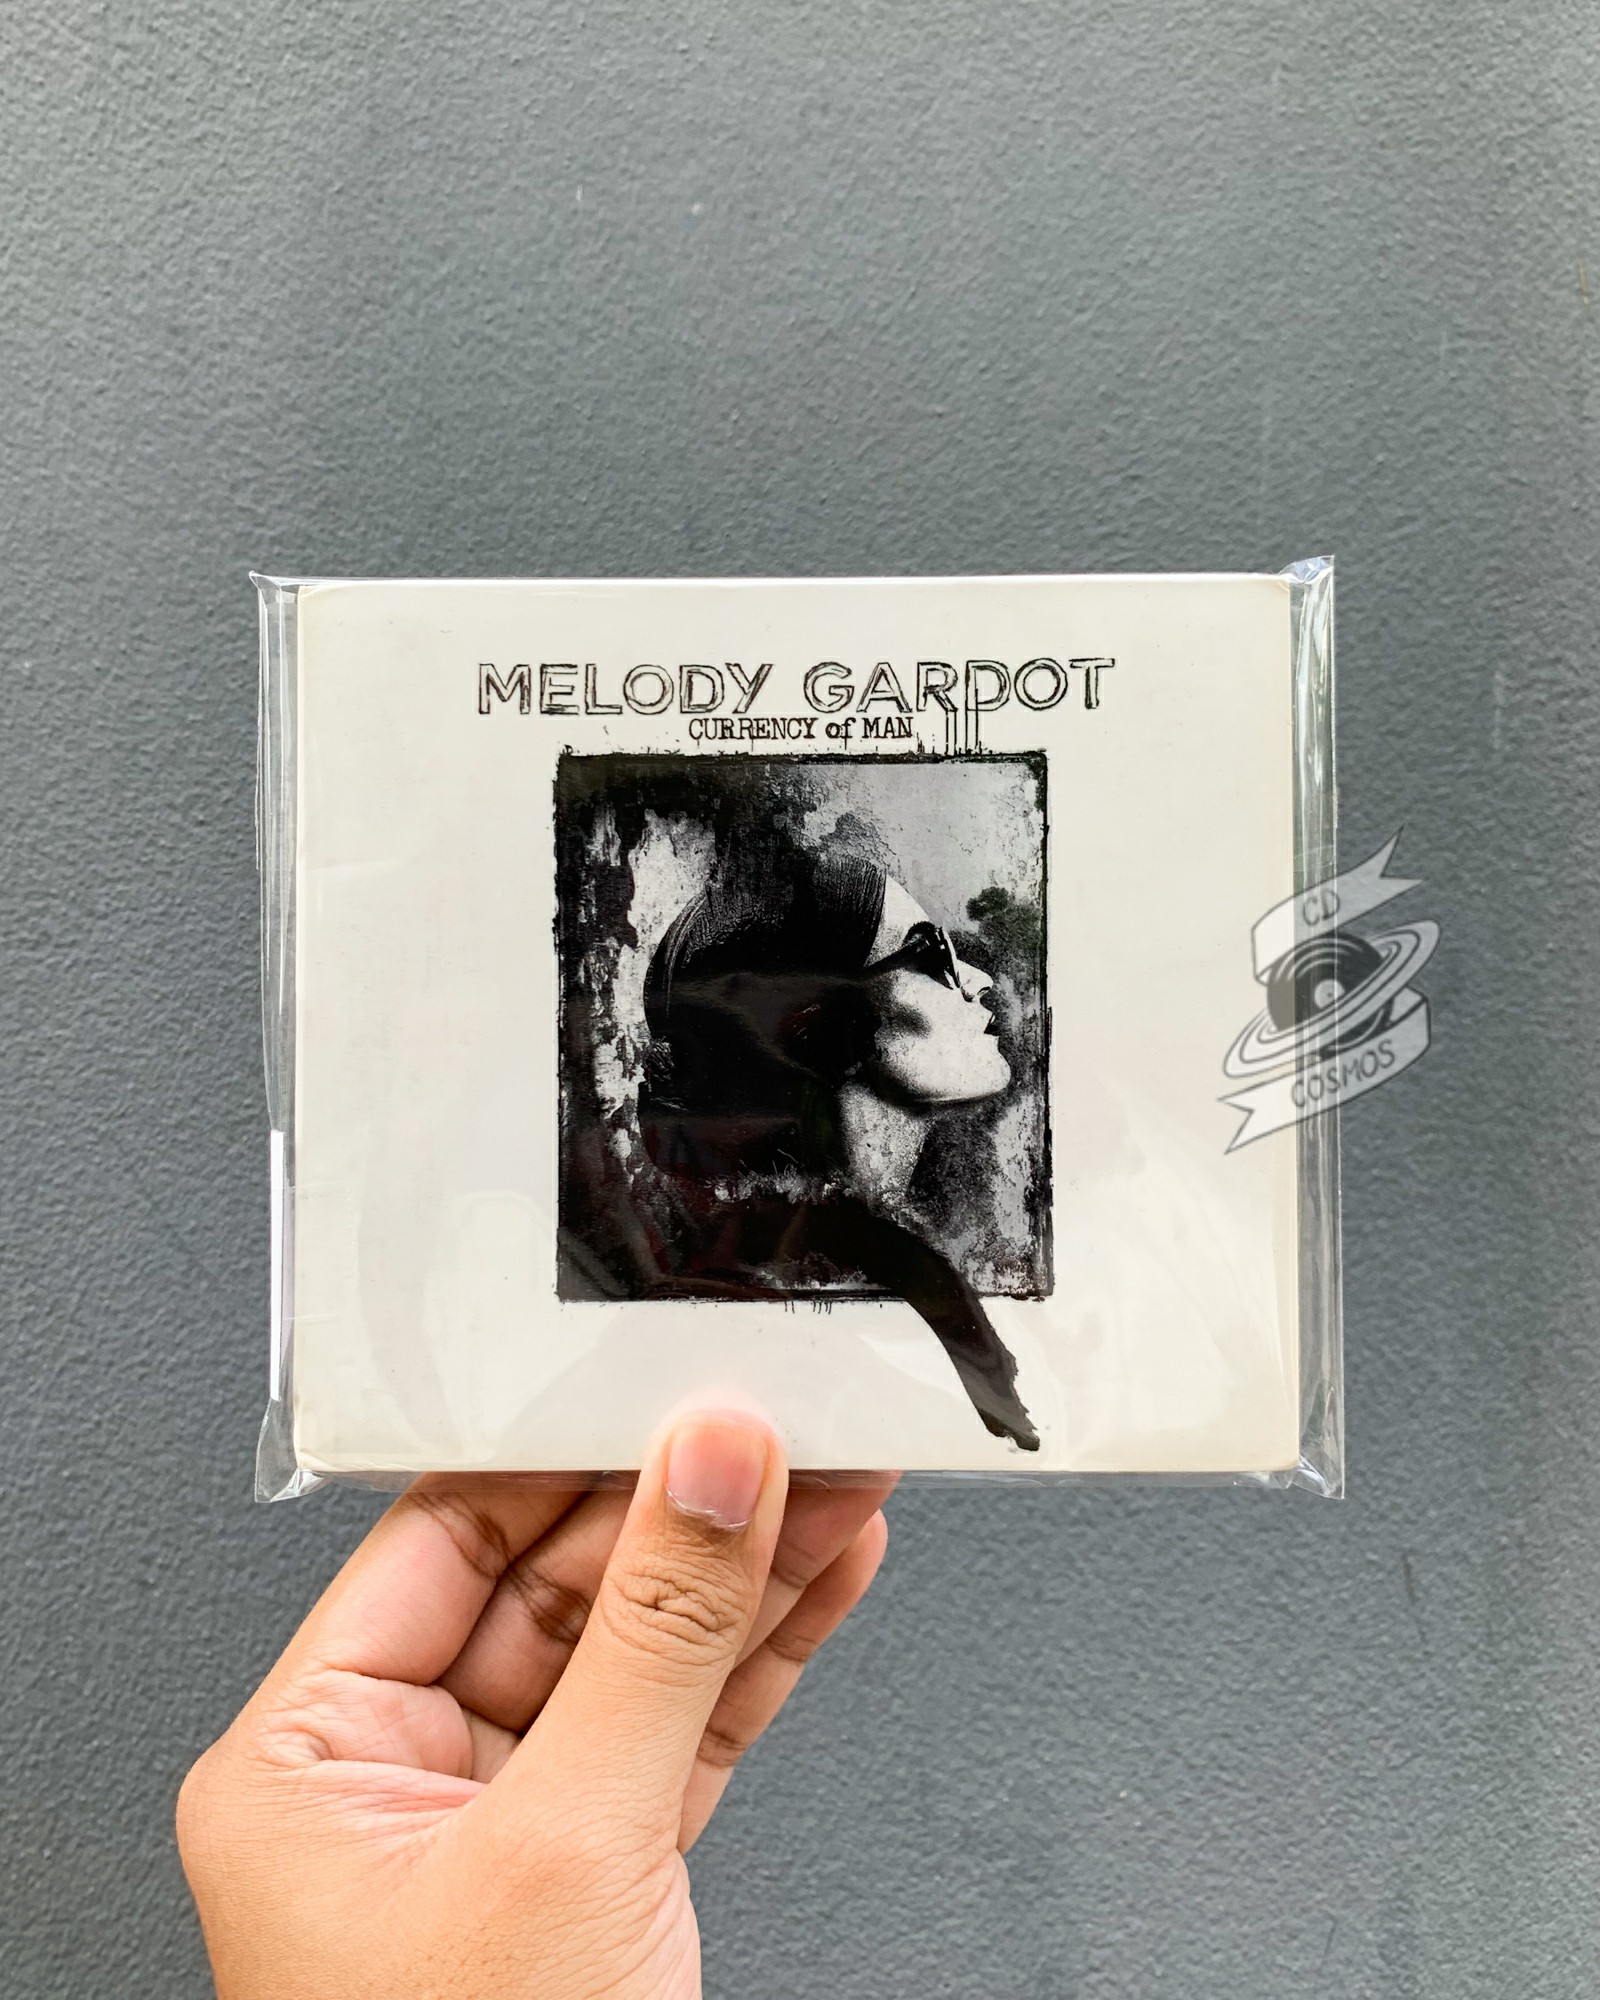 MELODY GARDOT
CURRENCY of MAN
CD
COSMOS